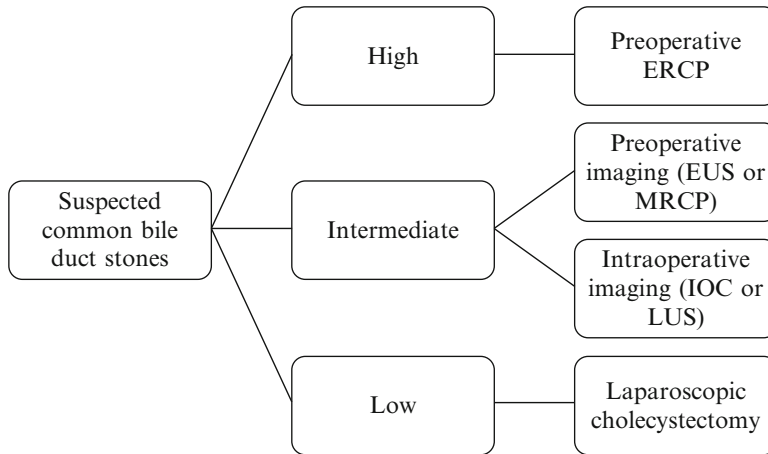 High
Preoperative
ERCP
Suspected
common bile
duct stones
Intermediate
Preoperative
imaging (EUS or
MRCP)
Intraoperative
imaging (IOC or
LUS)
Low
Laparoscopic
cholecystectomy